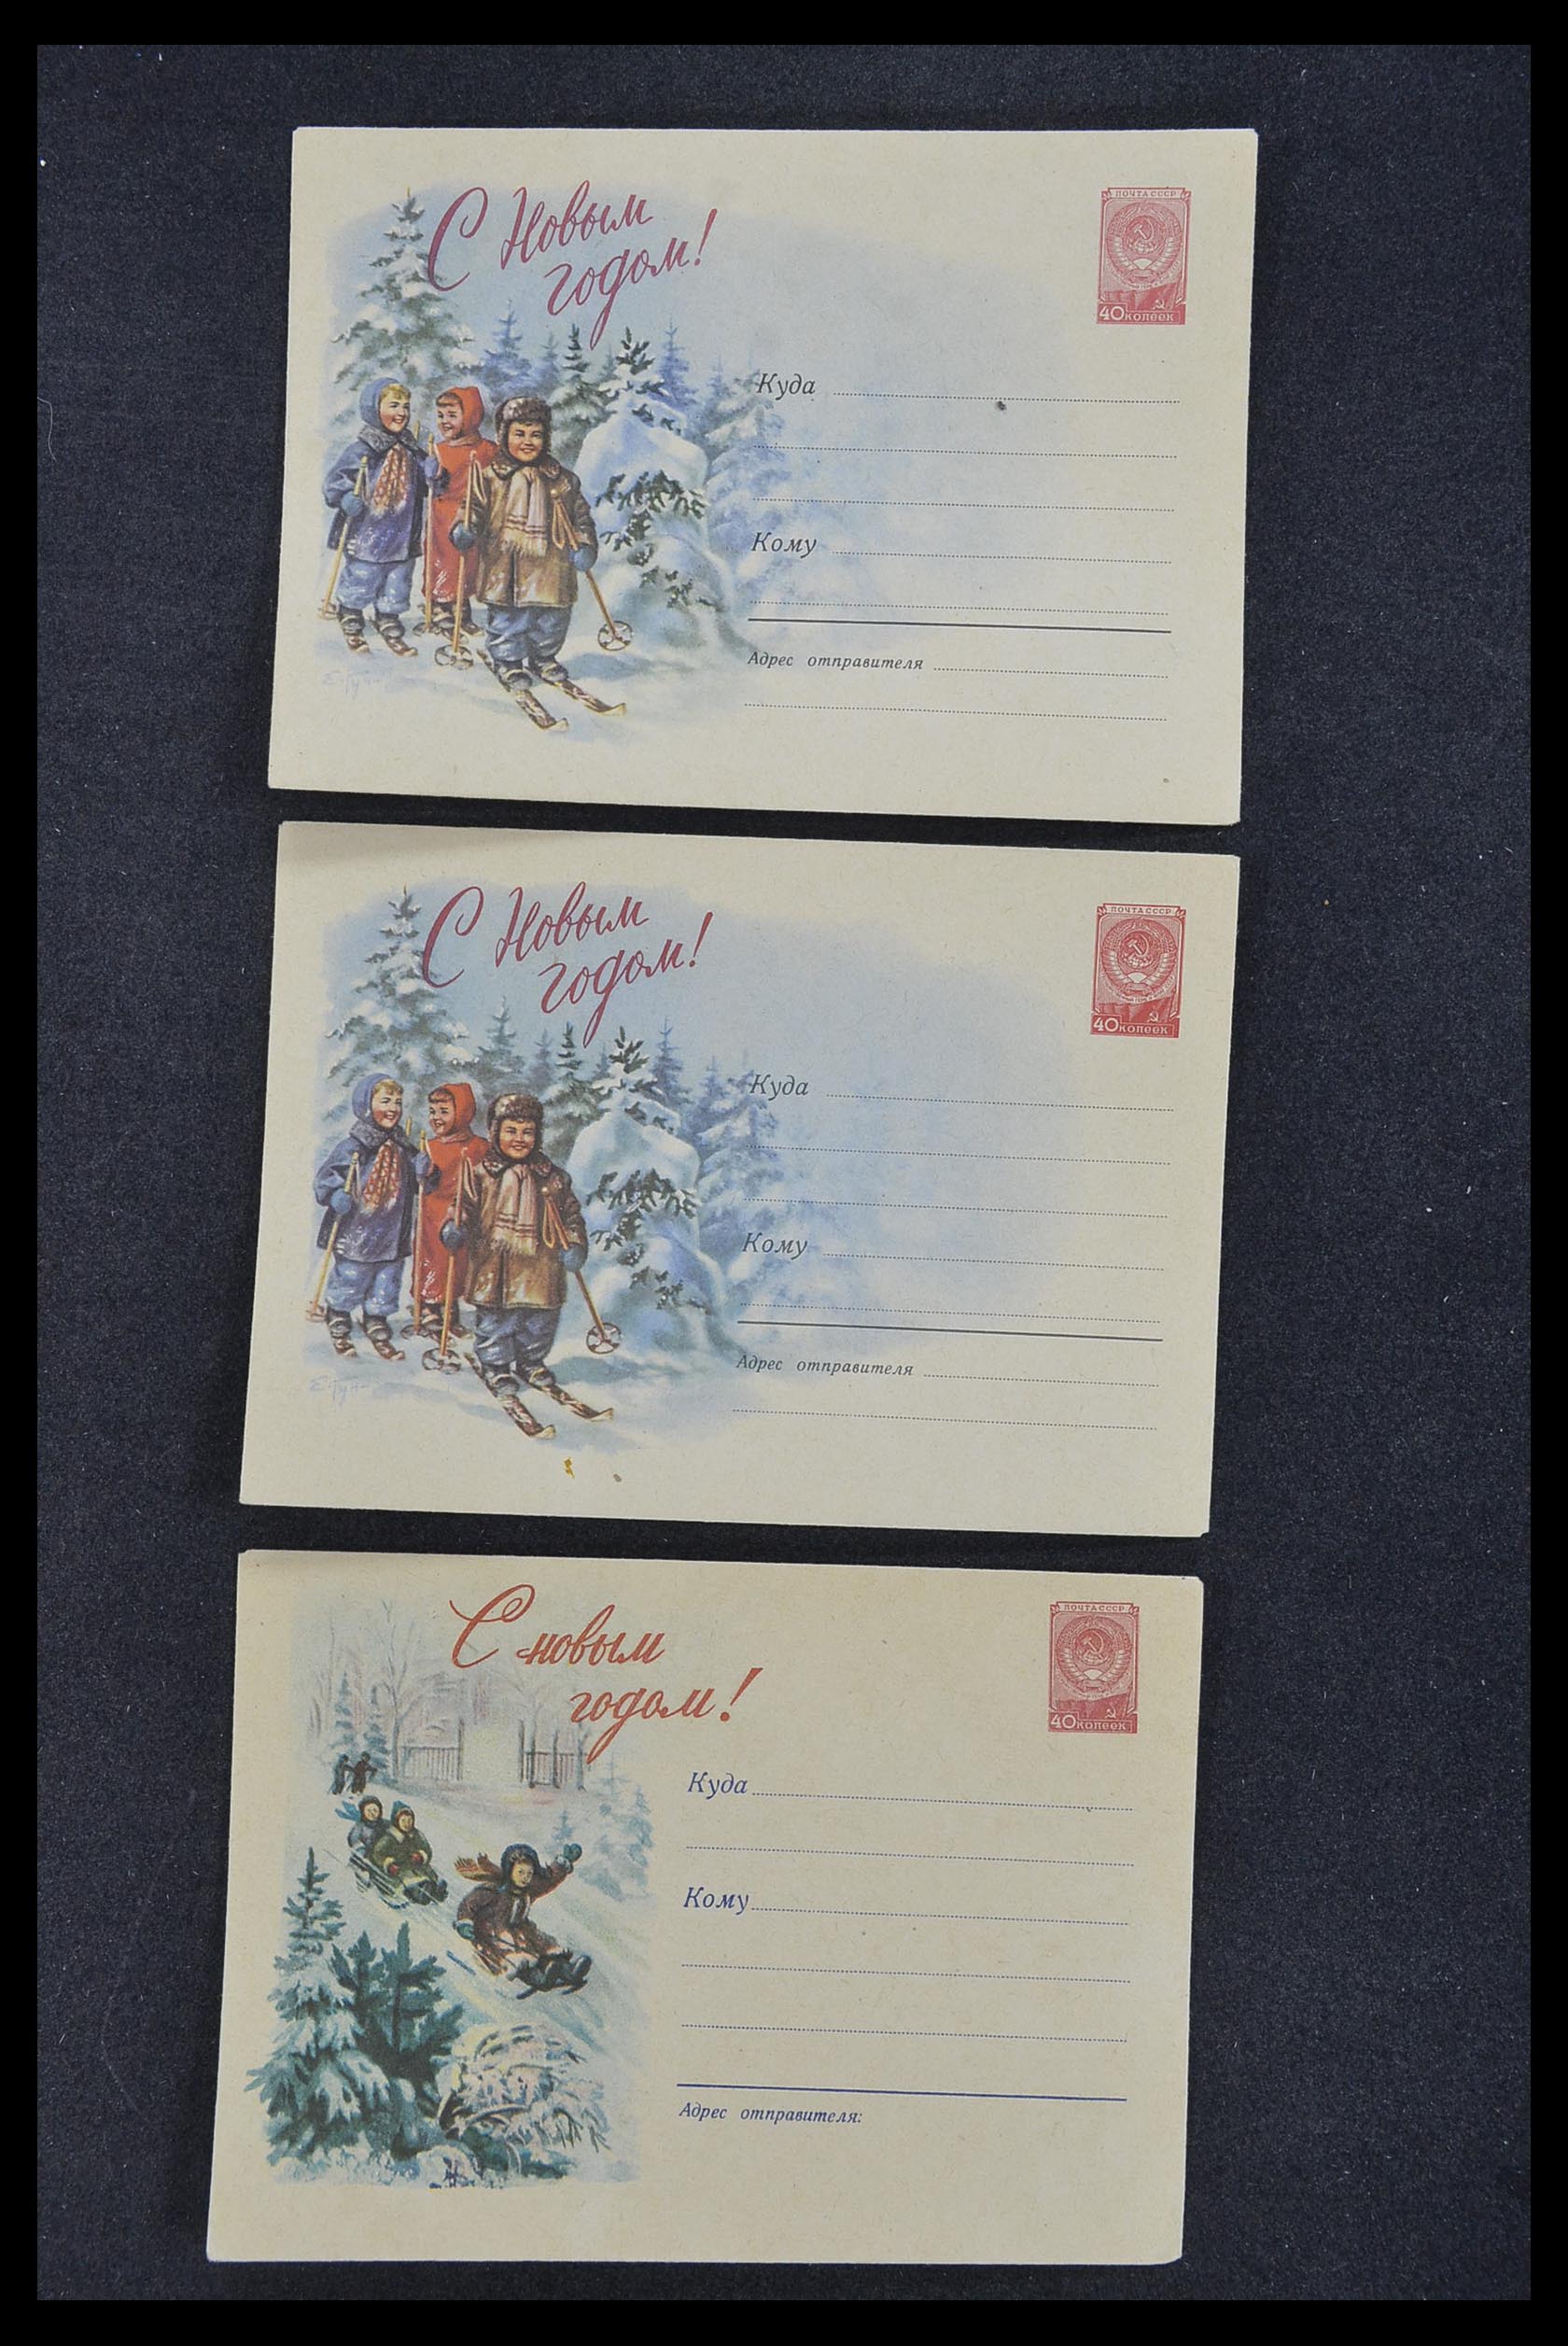 С Новым
годом!
ПОЧТА СССР
40 копеек
Куда
Кому
Адрес отправителя
С Новым
годом!
ПОЧТА СССР
40 копеек
Куда
Кому
Адрес отправителя
С новым
годом!
ПОЧТА СССР
40 копеек
Куда
Кому
Адрес отправителя: